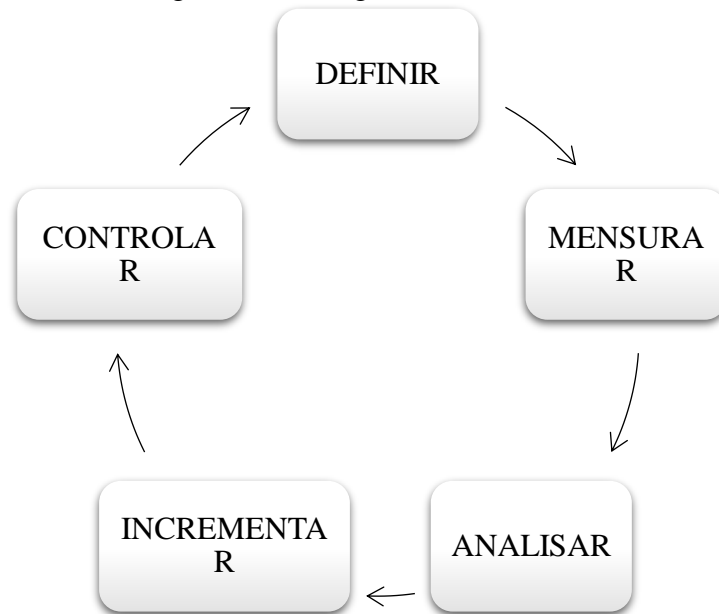 DEFINIR
MENSURA
R
ANALISAR
INCREMENTA
R
CONTROLA
R